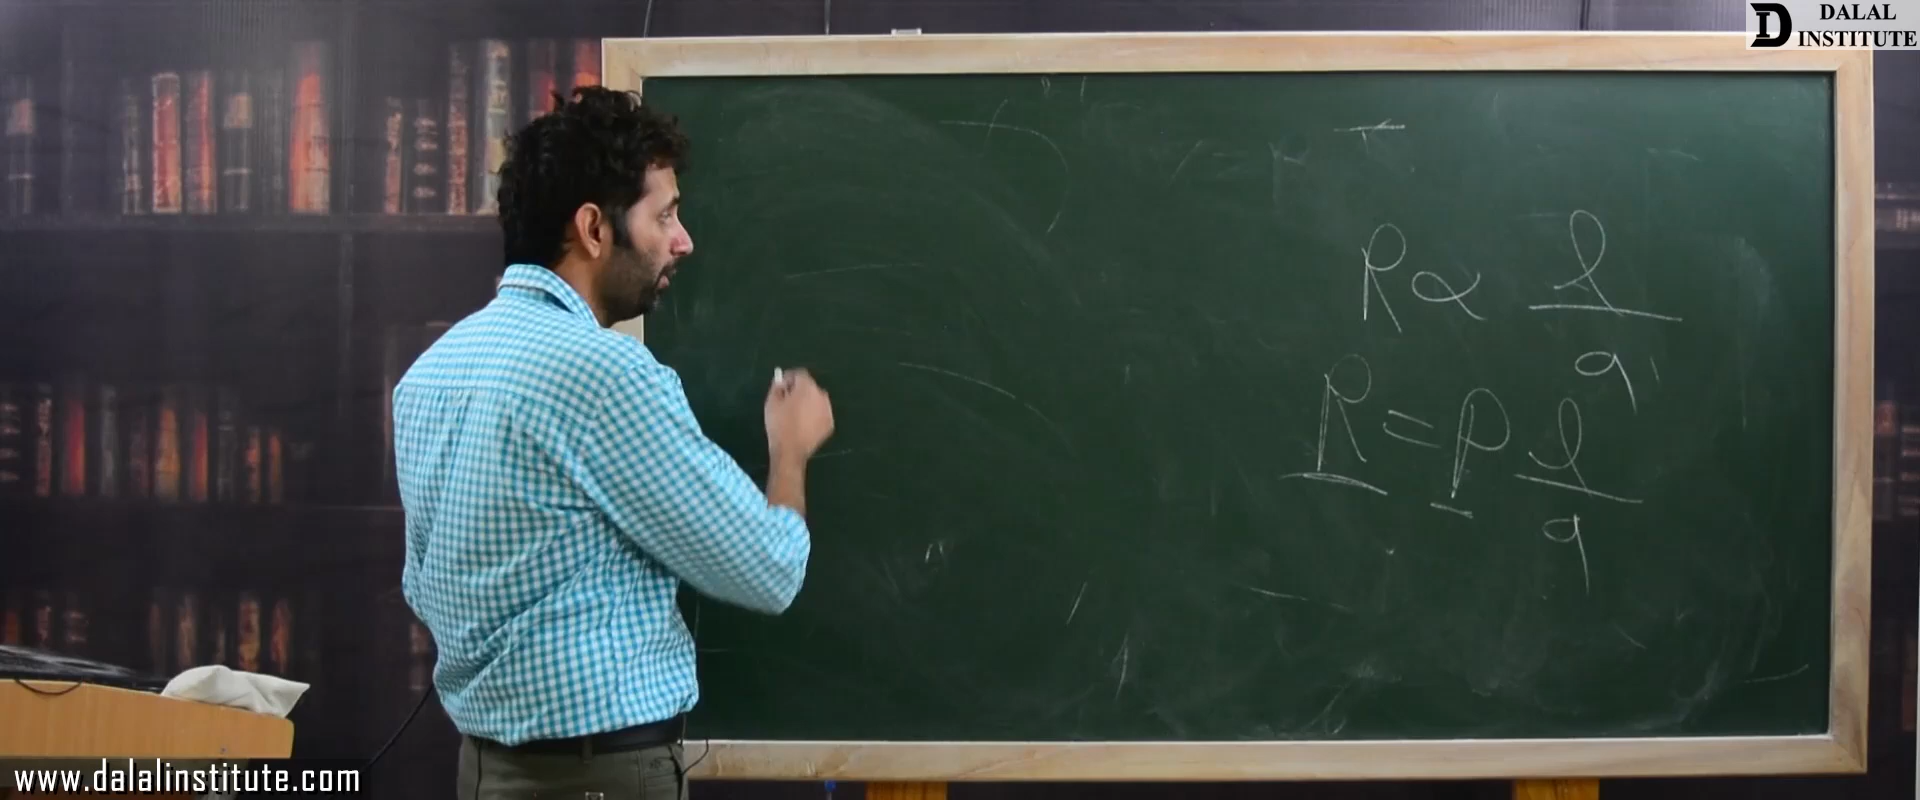 DALAL
INSTITUTE
R ∝ l/a
R = ρ l/a
www.dalalinstitute.com